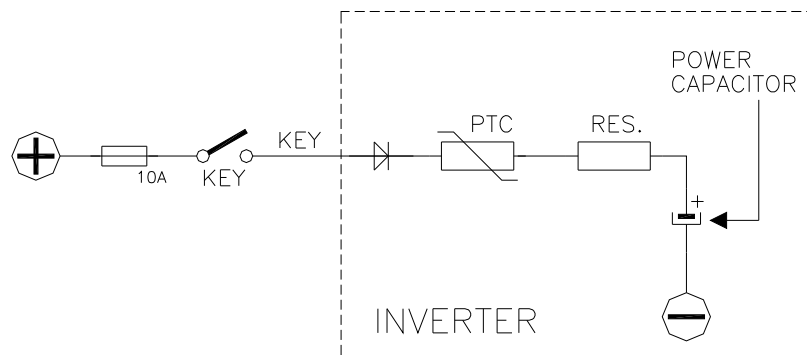 POWER
CAPACITOR
PTC
RES.
KEY
10A
KEY
+
INVERTER